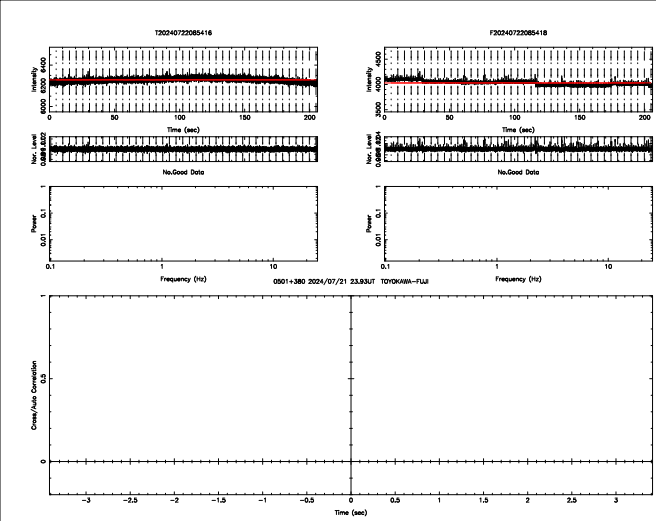 T20240722085416 F20240722085418
Intensity 6000 6200 6400
0 50 100 150 200
Time (sec)
Intensity 3500 4000 4500
0 50 100 150 200
Time (sec)
Nor. Level
Nor. Level
No.Good Data No.Good Data
Power 0.01 0.1 1
0.1 1 10
Frequency (Hz)
Power 0.01 0.1 1
0.1 1 10
Frequency (Hz)
0501+380 2024/07/21 23.93UT TOYOKAWA-FUJI
Cross/Auto Correlation 0 0.5 1
-3 -2.5 -2 -1.5 -1 -0.5 0 0.5 1 1.5 2 2.5 3
Time (sec)